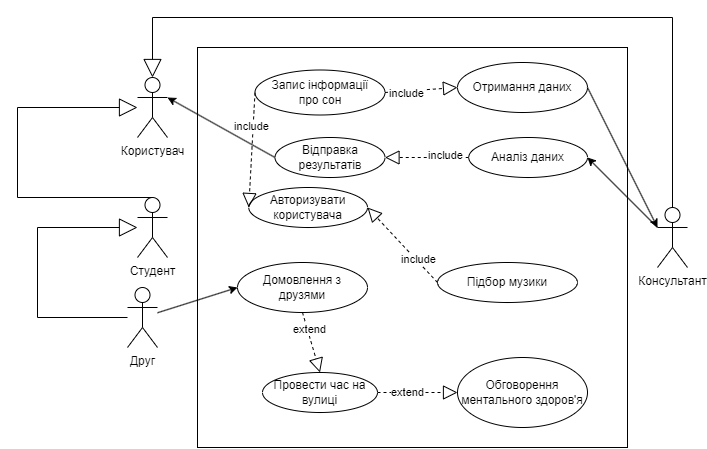 Запис інформації
про сон
include
Отримання даних
include
Користувач
Відправка
результатів
include
Аналіз даних
Авторизувати
користувача
Студент
include
Консультант
Домовлення з
друзями
Підбор музики
extend
Друг
Провести час на
вулиці
extend
Обговорення
ментального здоров'я